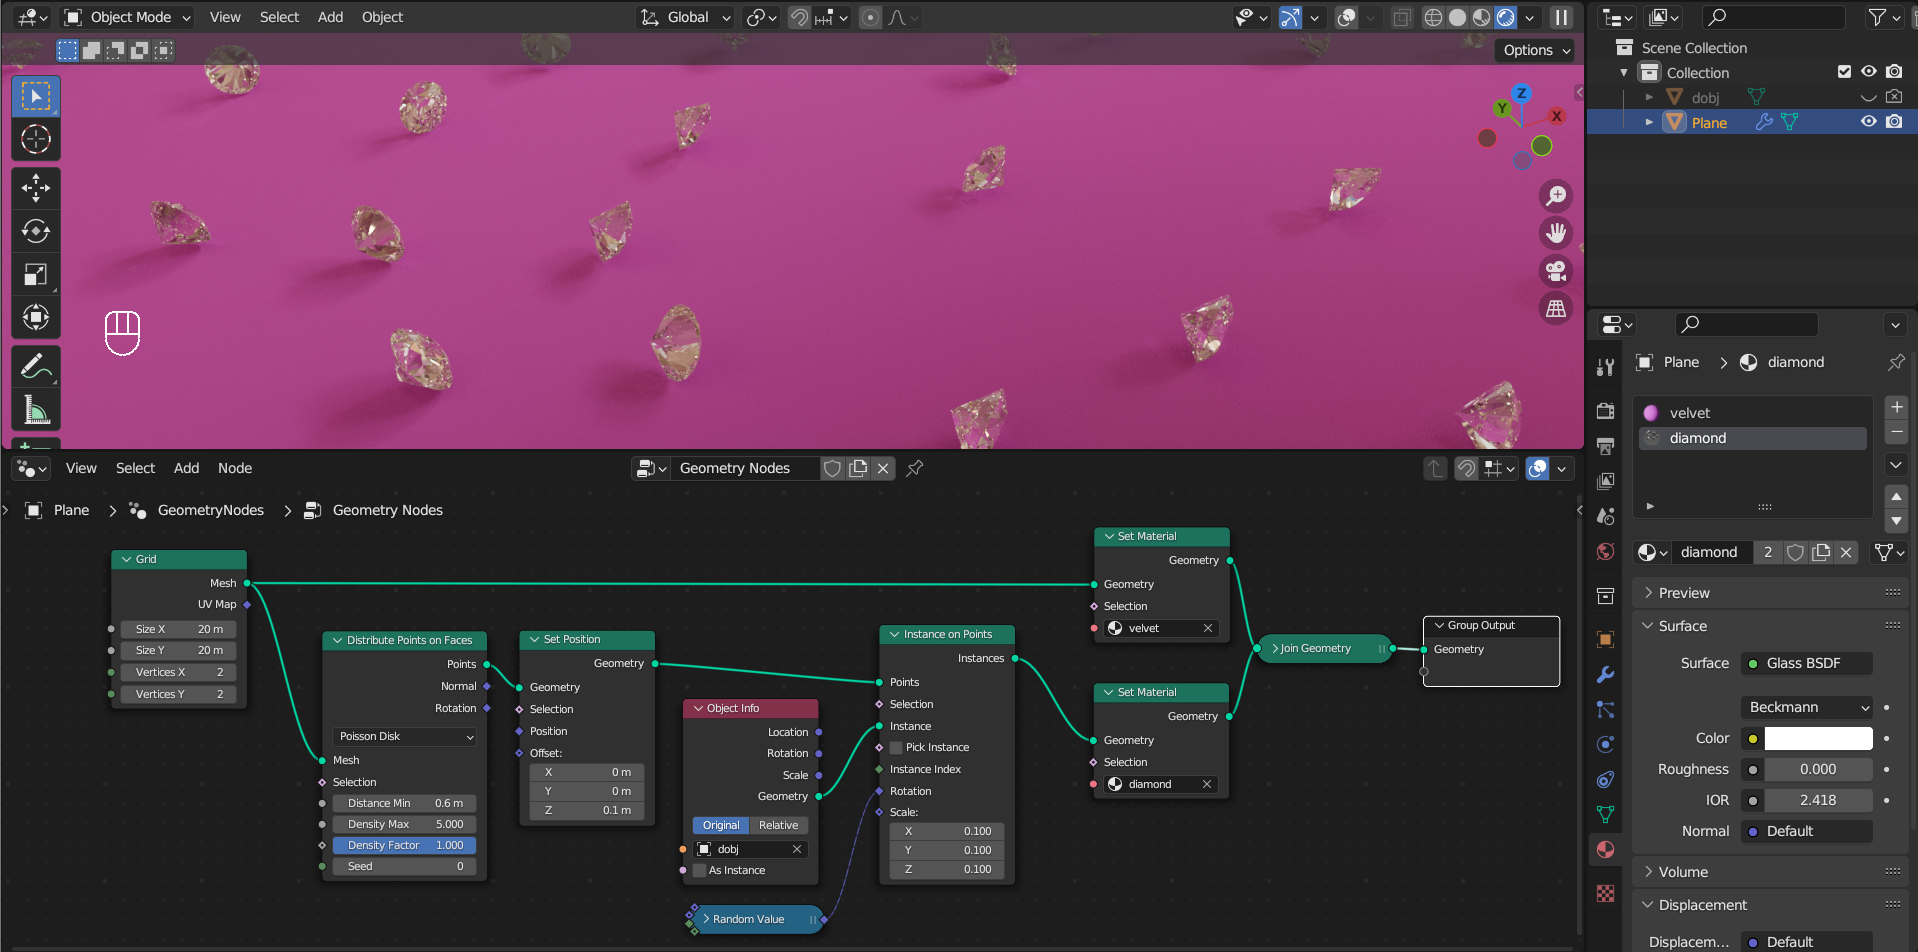 Object Mode View Select Add Object Global
Options
Z
Y
X
Scene Collection
Collection
dobj
Plane
Plane diamond
velvet
diamond
diamond 2
Preview
Surface
Surface Glass BSDF
Beckmann
Color
Roughness 0.000
IOR 2.418
Normal Default
Volume
Displacement
Displacem... Default
View Select Add Node Geometry Nodes
Plane GeometryNodes Geometry Nodes
Grid
Mesh
UV Map
Size X 20 m
Size Y 20 m
Vertices X 2
Vertices Y 2
Distribute Points on Faces
Points
Normal
Rotation
Poisson Disk
Mesh
Selection
Distance Min 0.6 m
Density Max 5.000
Density Factor 1.000
Seed 0
Set Position
Geometry
Geometry
Selection
Position
Offset:
X 0 m
Y 0 m
Z 0.1 m
Object Info
Location
Rotation
Scale
Geometry
Original Relative
dobj
As Instance
Random Value
Instance on Points
Instances
Points
Selection
Instance
Pick Instance
Instance Index
Rotation
Scale:
X 0.100
Y 0.100
Z 0.100
Set Material
Geometry
Geometry
Selection
velvet
Set Material
Geometry
Geometry
Selection
diamond
Join Geometry
Group Output
Geometry